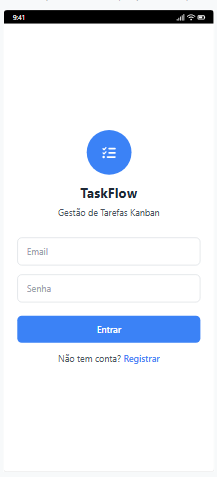 9:41
TaskFlow
Gestão de Tarefas Kanban
Email
Senha
Entrar
Não tem conta? Registrar